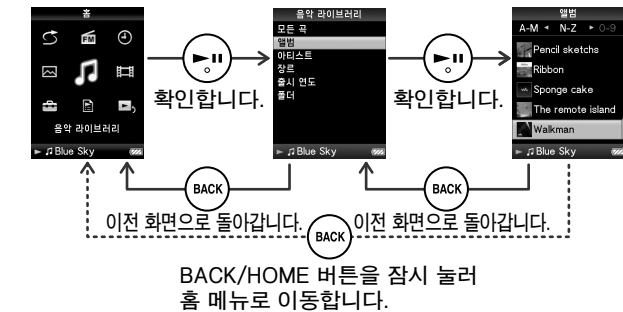 홈
FM
음악 라이브러리
Blue Sky
확인합니다.
음악 라이브러리
모든 곡
앨범
아티스트
장르
출시 연도
폴더
Blue Sky
확인합니다.
앨범
A-M N-Z 0-9
Pencil sketchs
Ribbon
Sponge cake
The remote island
Walkman
Blue Sky
BACK
BACK
이전 화면으로 돌아갑니다.
이전 화면으로 돌아갑니다.
BACK
BACK/HOME 버튼을 잠시 눌러
홈 메뉴로 이동합니다.